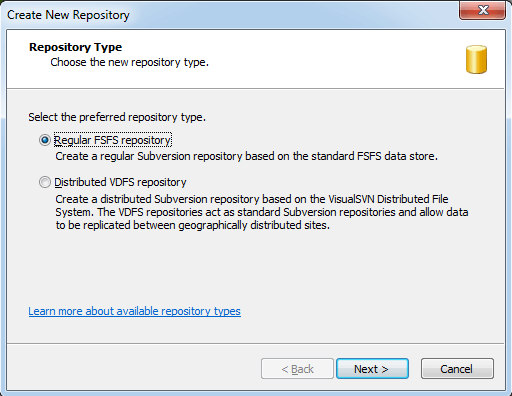 Create New Repository
Repository Type
Choose the new repository type.
Select the preferred repository type.
Regular FSFS repository
Create a regular Subversion repository based on the standard FSFS data store.
Distributed VDFS repository
Create a distributed Subversion repository based on the VisualSVN Distributed File
System. The VDFS repositories act as standard Subversion repositories and allow data
to be replicated between geographically distributed sites.
Learn more about available repository types
< Back
Next >
Cancel